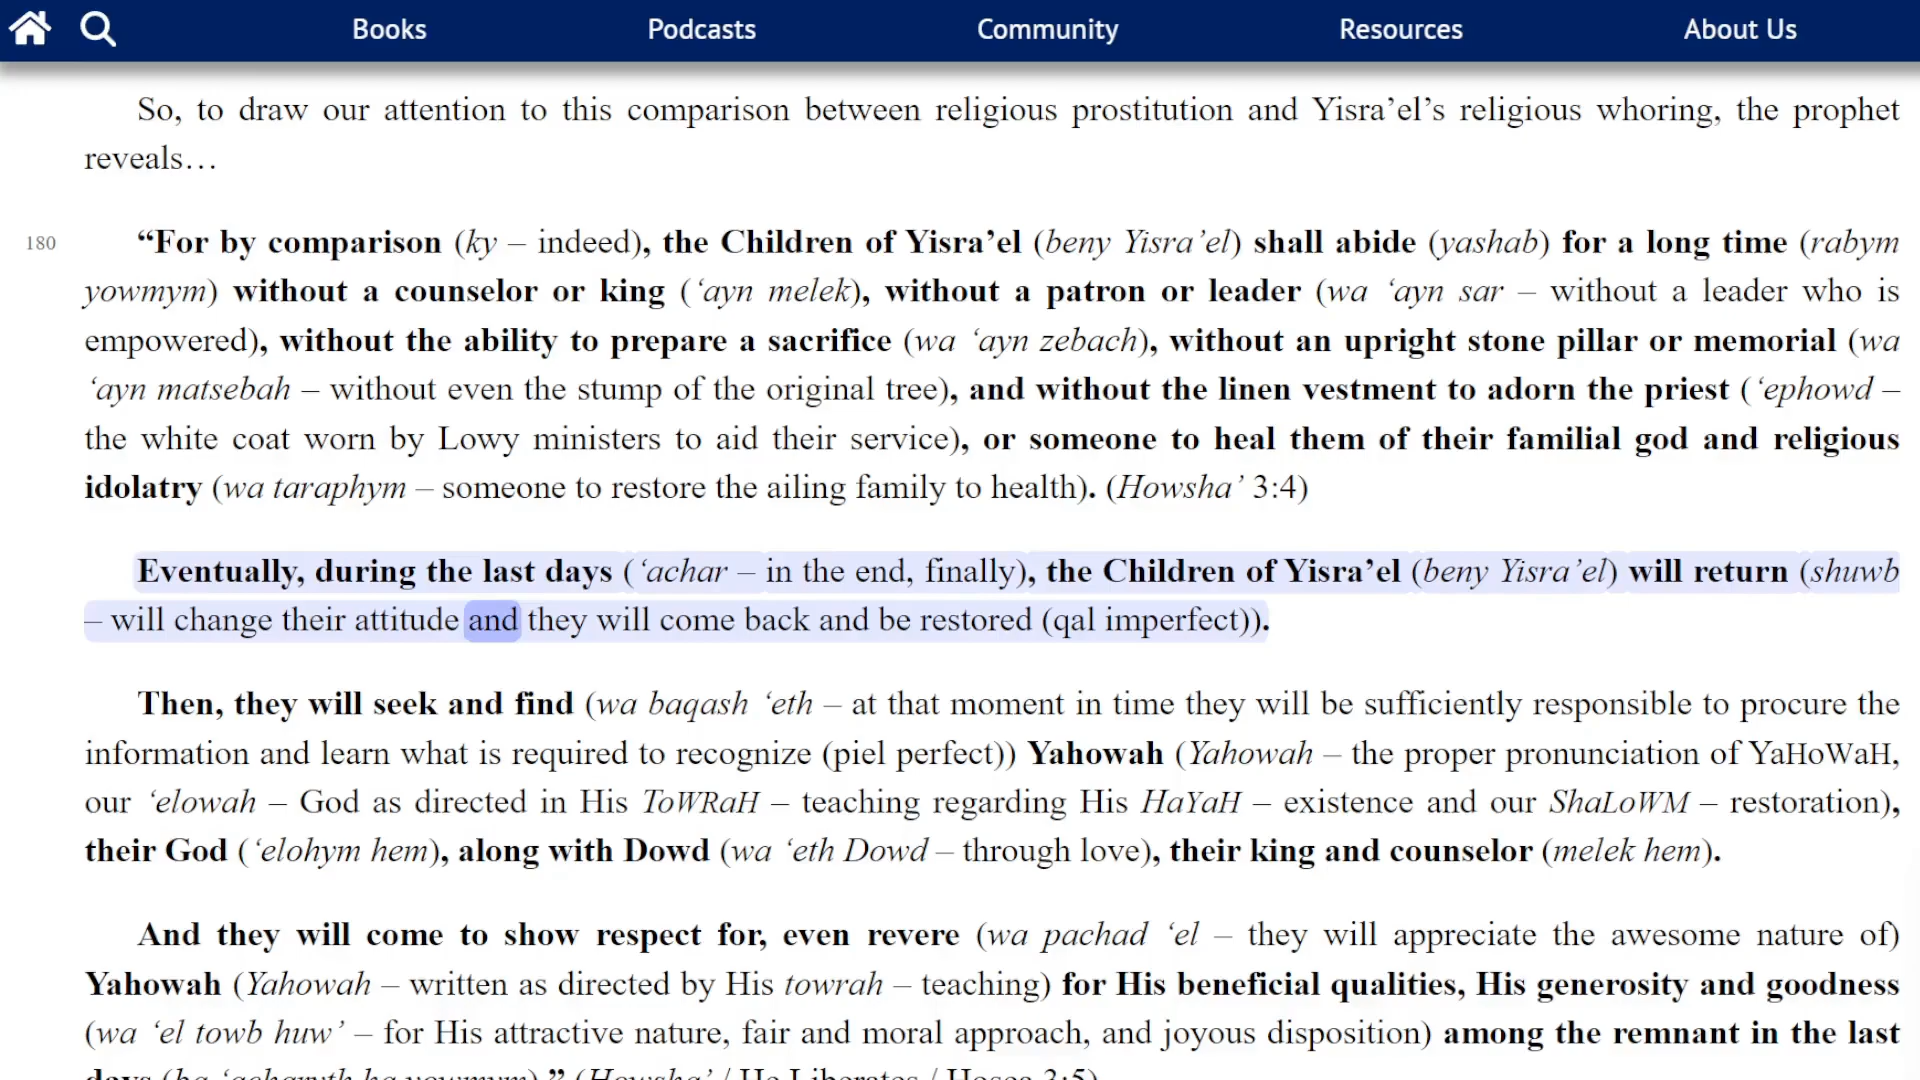 Books Podcasts Community Resources About Us
So, to draw our attention to this comparison between religious prostitution and Yisra’el’s religious whoring, the prophet
reveals…
180 “For by comparison (ky – indeed), the Children of Yisra’el (beny Yisra’el) shall abide (yashab) for a long time (rabym
yowmym) without a counselor or king (‘ayn melek), without a patron or leader (wa ‘ayn sar – without a leader who is
empowered), without the ability to prepare a sacrifice (wa ‘ayn zebach), without an upright stone pillar or memorial (wa
‘ayn matsebah – without even the stump of the original tree), and without the linen vestment to adorn the priest (‘ephowd –
the white coat worn by Lowy ministers to aid their service), or someone to heal them of their familial god and religious
idolatry (wa taraphym – someone to restore the ailing family to health). (Howsha’ 3:4)
Eventually, during the last days (‘achar – in the end, finally), the Children of Yisra’el (beny Yisra’el) will return (shuwb
– will change their attitude and they will come back and be restored (qal imperfect)).
Then, they will seek and find (wa baqash ‘eth – at that moment in time they will be sufficiently responsible to procure the
information and learn what is required to recognize (piel perfect)) Yahowah (Yahowah – the proper pronunciation of YaHoWaH,
our ‘elowah – God as directed in His ToWRaH – teaching regarding His HaYaH – existence and our ShaLoWM – restoration),
their God (‘elohym hem), along with Dowd (wa ‘eth Dowd – through love), their king and counselor (melek hem).
And they will come to show respect for, even revere (wa pachad ‘el – they will appreciate the awesome nature of)
Yahowah (Yahowah – written as directed by His towrah – teaching) for His beneficial qualities, His generosity and goodness
(wa ‘el towb huw’ – for His attractive nature, fair and moral approach, and joyous disposition) among the remnant in the last
days (ba ‘acharyth ha yowmym).” (Howsha’ / He Liberates / Hosea 3:5)